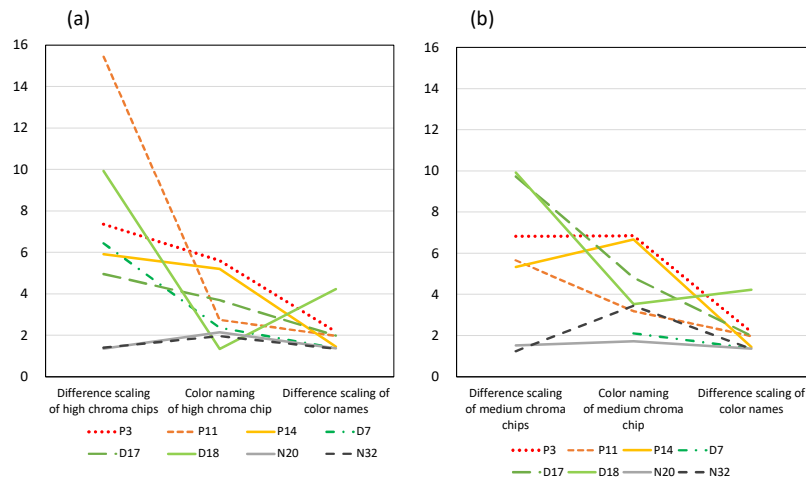 (a)
16
14
12
10
8
6
4
2
0
Difference scaling
of high chroma chips
Color naming
of high chroma chip
Difference scaling of
color names
P3
P11
P14
D7
D17
D18
N20
N32
(b)
16
14
12
10
8
6
4
2
0
Difference scaling
of medium chroma
chips
Color naming
of medium chroma
chip
Difference scaling of
color names
P3
P11
P14
D7
D17
D18
N20
N32